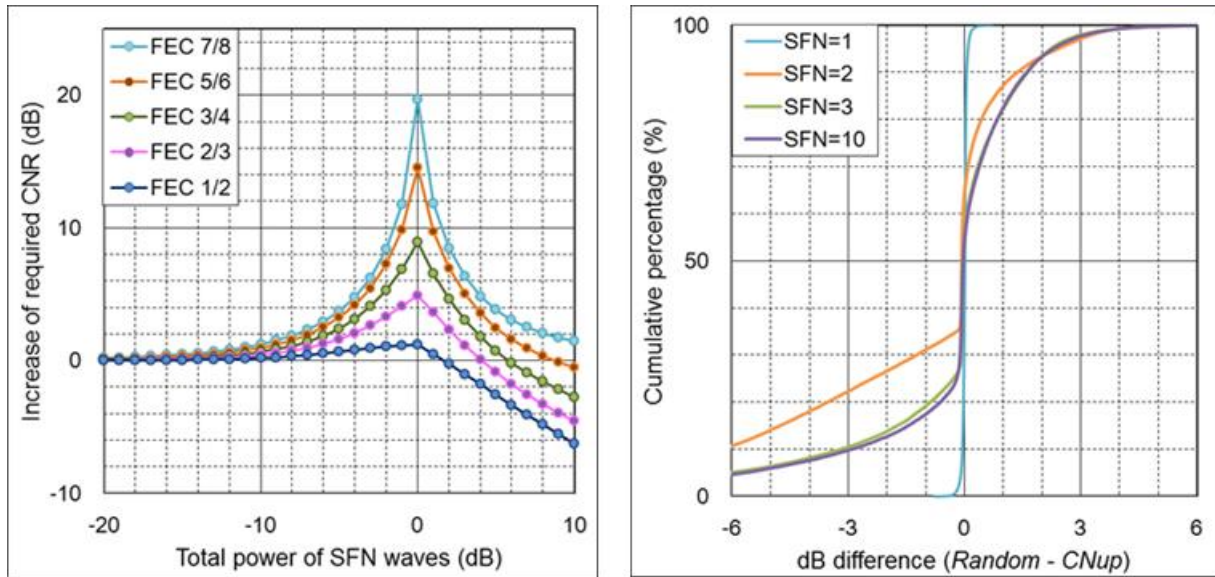 FEC 7/8
FEC 5/6
FEC 3/4
FEC 2/3
FEC 1/2
20
10
0
-10
-20
-10
0
10
Increase of required CNR (dB)
Total power of SFN waves (dB)
SFN=1
SFN=2
SFN=3
SFN=10
100
50
0
-6
-3
0
3
6
Cumulative percentage (%)
dB difference (Random - CNup)